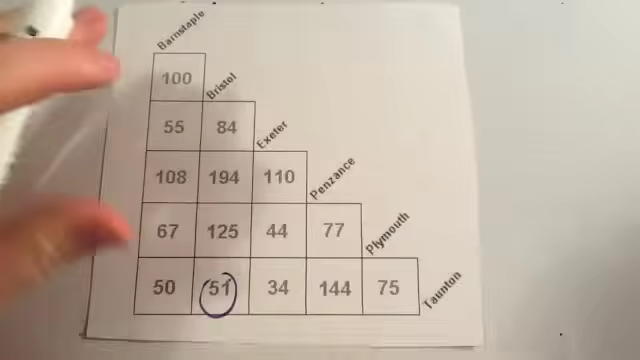 Barnstaple
100 Bristol
55 84 Exeter
108 194 110 Penzance
67 125 44 77 Plymouth
50 51 34 144 75 Taunton